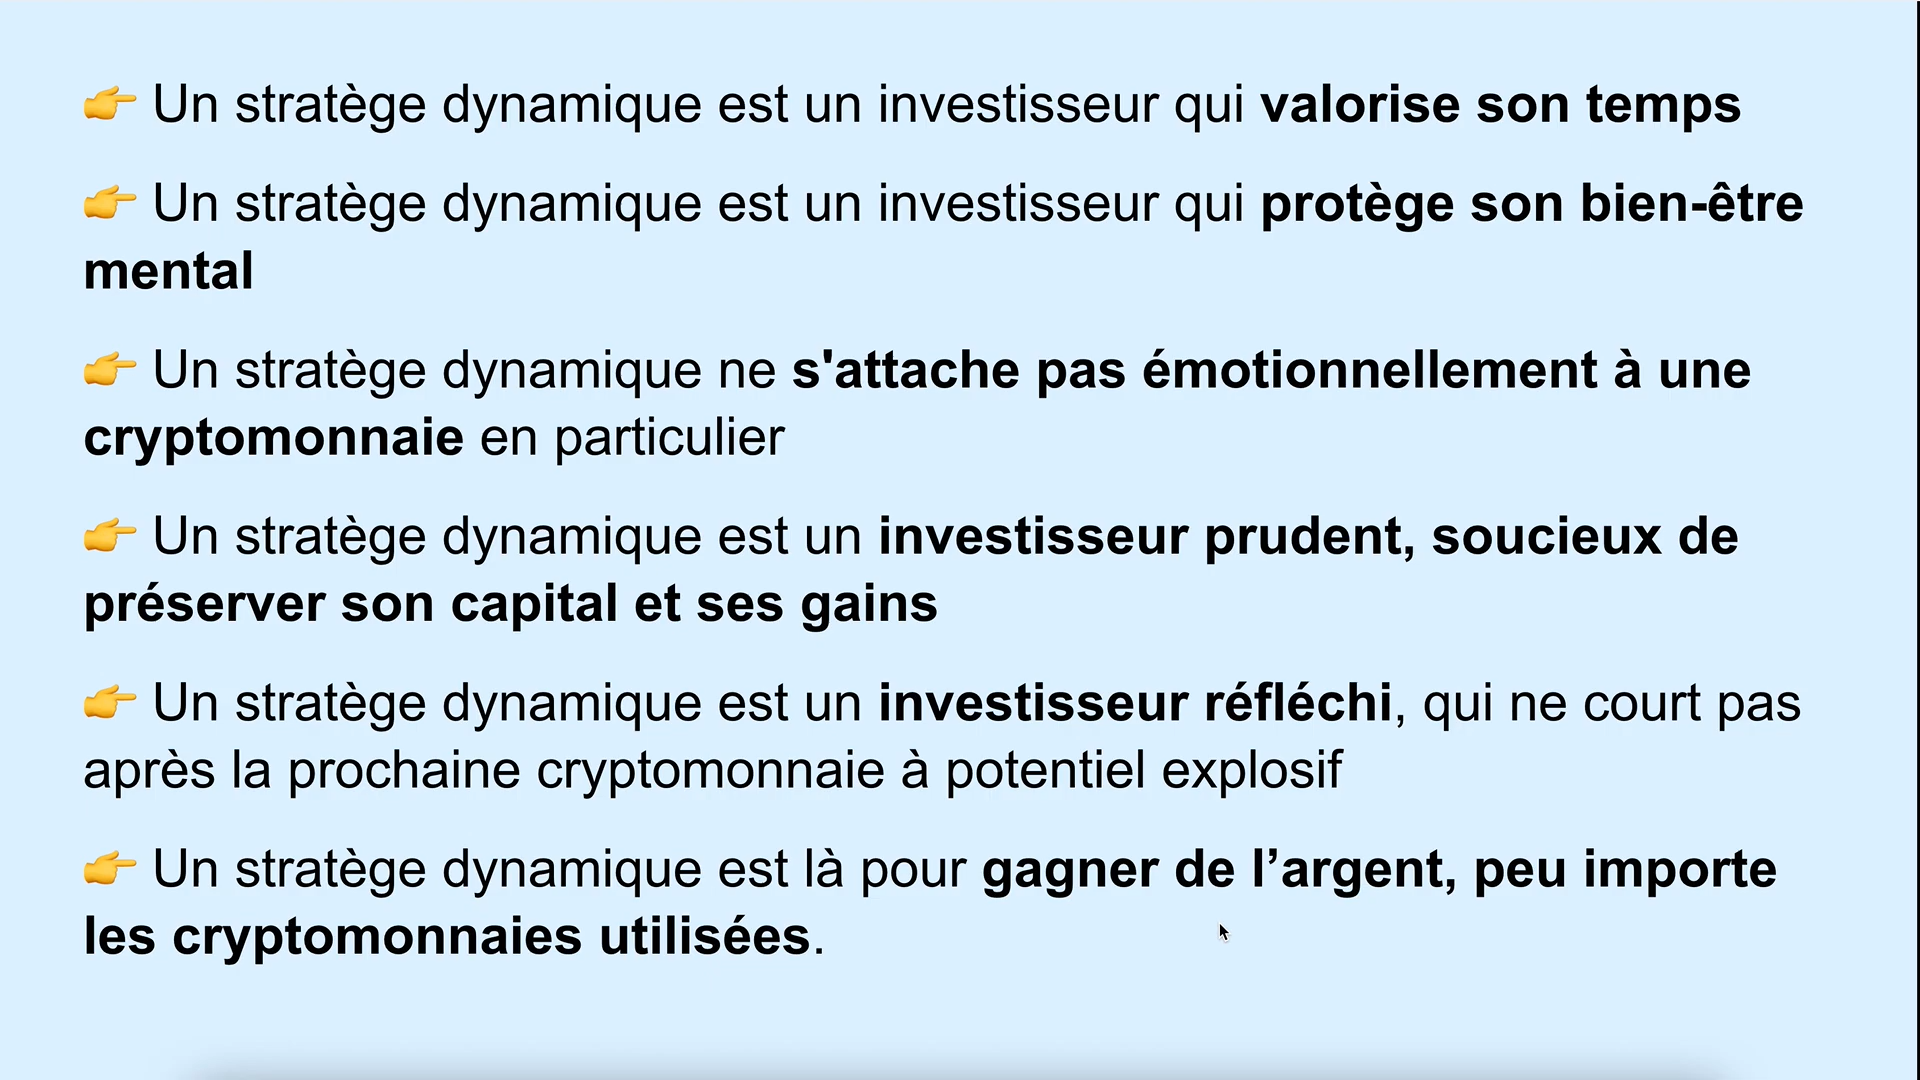 👉 Un stratège dynamique est un investisseur qui valorise son temps
👉 Un stratège dynamique est un investisseur qui protège son bien-être
mental
👉 Un stratège dynamique ne s'attache pas émotionnellement à une
cryptomonnaie en particulier
👉 Un stratège dynamique est un investisseur prudent, soucieux de
préserver son capital et ses gains
👉 Un stratège dynamique est un investisseur réfléchi, qui ne court pas
après la prochaine cryptomonnaie à potentiel explosif
👉 Un stratège dynamique est là pour gagner de l’argent, peu importe
les cryptomonnaies utilisées.